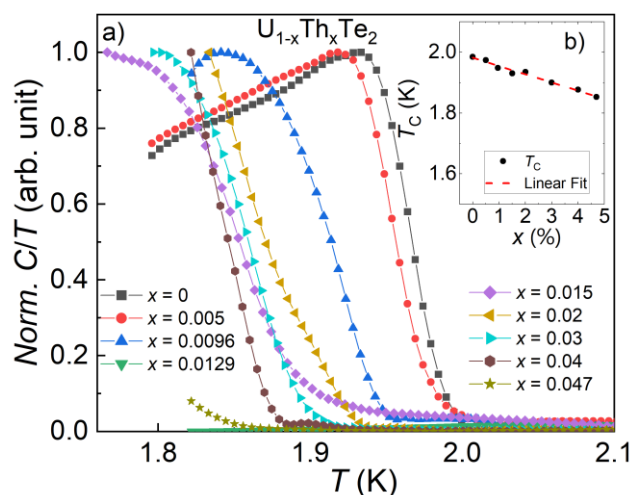 a) U₁₋ₓThₓTe₂
Norm. C/T (arb. unit)
1.0
0.8
0.6
0.4
0.2
0.0
1.8 1.9 2.0 2.1
T (K)
x = 0
x = 0.005
x = 0.0096
x = 0.0129
x = 0.015
x = 0.02
x = 0.03
x = 0.04
x = 0.047
b)
T_C (K)
2.0
1.8
1.6
T_C
Linear Fit
0 1 2 3 4 5
x (%)